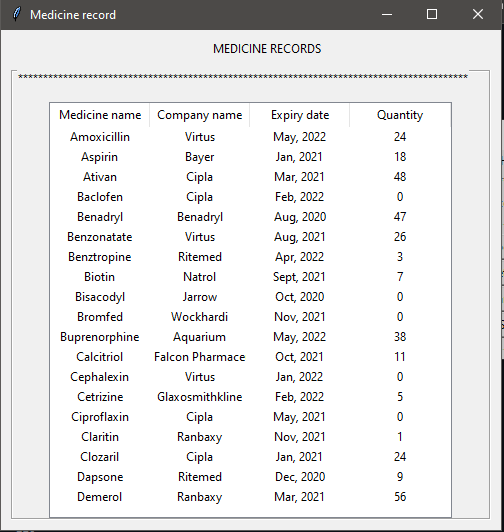 Medicine record
MEDICINE RECORDS
******************************************************************************************
Medicine name Company name Expiry date Quantity
Amoxicillin Virtus May, 2022 24
Aspirin Bayer Jan, 2021 18
Ativan Cipla Mar, 2021 48
Baclofen Cipla Feb, 2022 0
Benadryl Benadryl Aug, 2020 47
Benzonatate Virtus Aug, 2021 26
Benztropine Ritemed Apr, 2022 3
Biotin Natrol Sept, 2021 7
Bisacodyl Jarrow Oct, 2020 0
Bromfed Wockhardi Nov, 2021 0
Buprenorphine Aquarium May, 2022 38
Calcitriol Falcon Pharmace Oct, 2021 11
Cephalexin Virtus Jan, 2022 0
Cetrizine Glaxosmithkline Feb, 2022 5
Ciproflaxin Cipla May, 2021 0
Claritin Ranbaxy Nov, 2021 1
Clozaril Cipla Jan, 2021 24
Dapsone Ritemed Dec, 2020 9
Demerol Ranbaxy Mar, 2021 56